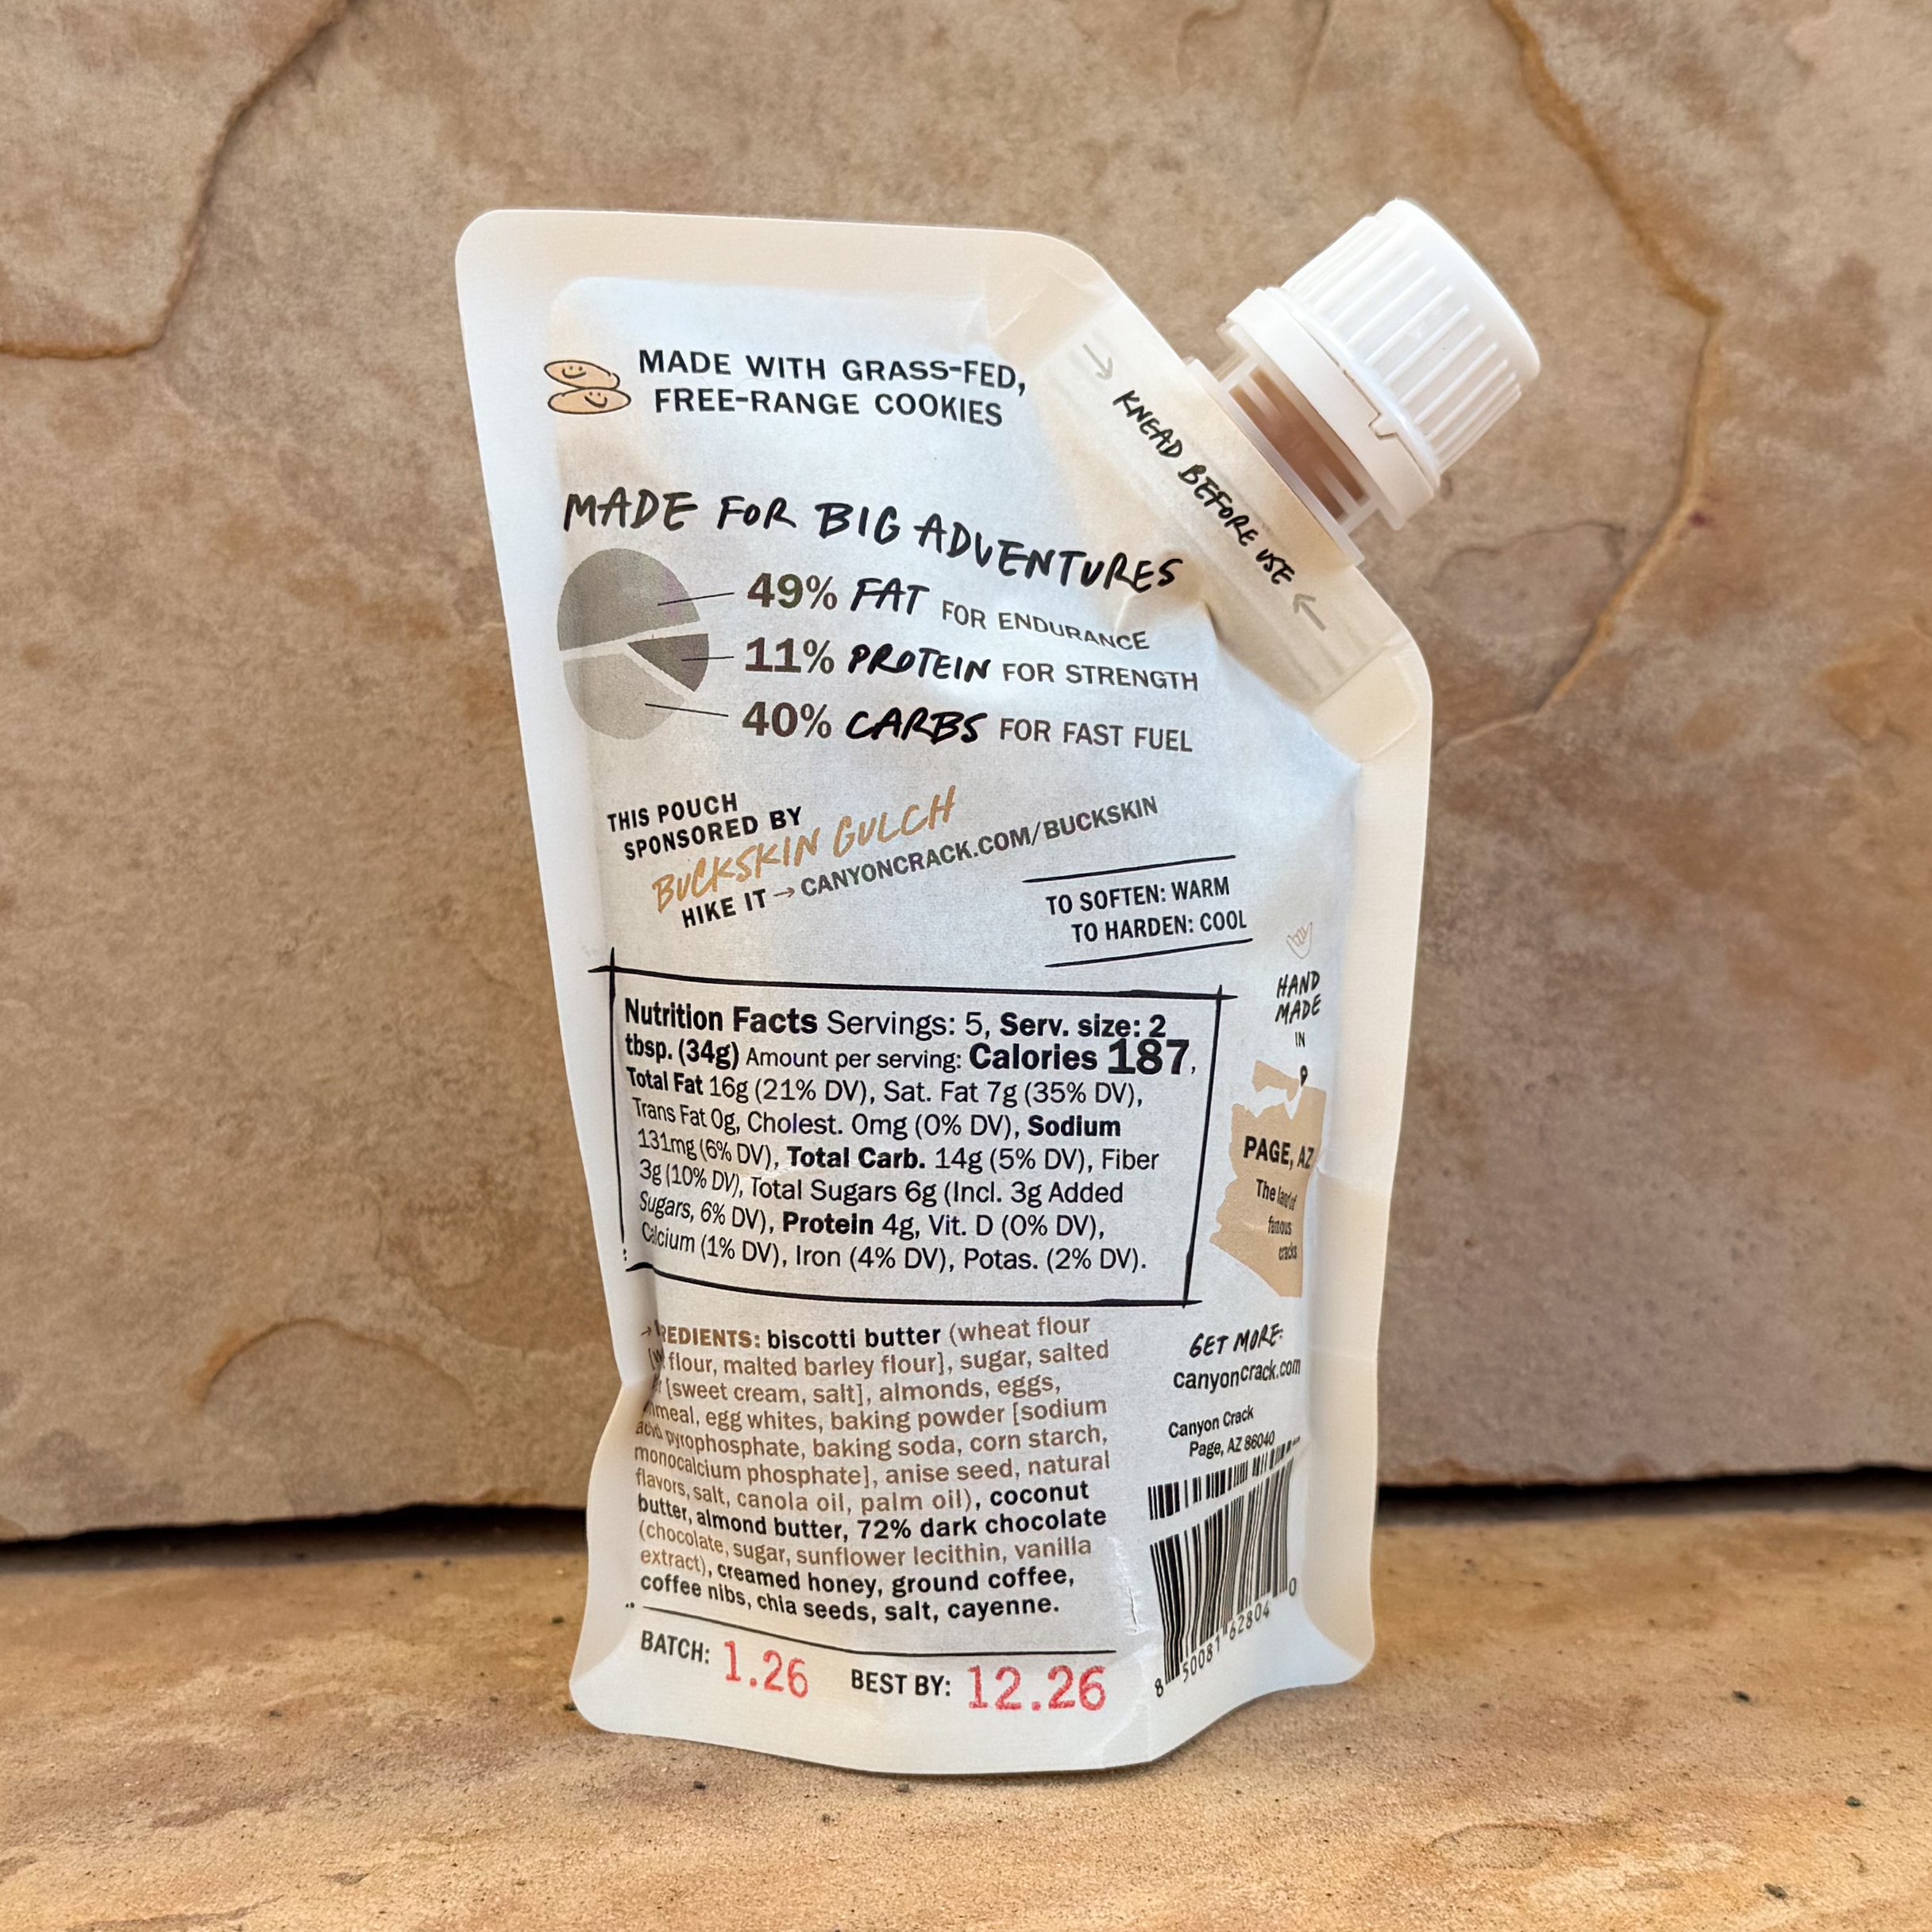 MADE WITH GRASS-FED,
FREE-RANGE COOKIES
KNEAD BEFORE USE
MADE FOR BIG ADVENTURES
49% FAT FOR ENDURANCE
11% PROTEIN FOR STRENGTH
40% CARBS FOR FAST FUEL
THIS POUCH
SPONSORED BY
BUCKSKIN GULCH
HIKE IT → CANYONCRACK.COM/BUCKSKIN
TO SOFTEN: WARM
TO HARDEN: COOL
HAND
MADE
IN
PAGE, AZ
The land of
famous
cracks
Nutrition Facts Servings: 5, Serv. size: 2
tbsp. (34g) Amount per serving: Calories 187,
Total Fat 16g (21% DV), Sat. Fat 7g (35% DV),
Trans Fat 0g, Cholest. 0mg (0% DV), Sodium
131mg (6% DV), Total Carb. 14g (5% DV), Fiber
3g (10% DV), Total Sugars 6g (Incl. 3g Added
Sugars, 6% DV), Protein 4g, Vit. D (0% DV),
Calcium (1% DV), Iron (4% DV), Potas. (2% DV).
biscotti butter (wheat flour
flour, malted barley flour], sugar, salted
[sweet cream, salt], almonds, eggs,
egg whites, baking powder [sodium
acid pyrophosphate, baking soda, corn starch,
monocalcium phosphate], anise seed, natural
flavors, salt, canola oil, palm oil), coconut
butter, almond butter, 72% dark chocolate
(chocolate, sugar, sunflower lecithin, vanilla
extract), creamed honey, ground coffee,
coffee nibs, chia seeds, salt, cayenne.
GET MORE:
canyoncrack.com
Canyon Crack
Page, AZ 86040
8 50081 62804 0
BATCH: 1.26 BEST BY: 12.26